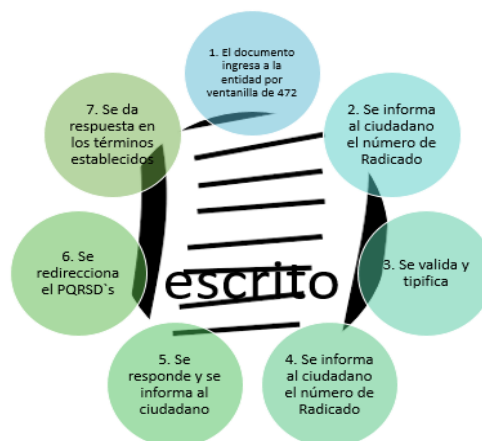 1. El documento
ingresa a la
entidad por
ventanilla de 472
2. Se informa
al ciudadano
el número de
Radicado
3. Se valida y
tipifica
4. Se informa
al ciudadano
el número de
Radicado
5. Se
responde y se
informa al
ciudadano
6. Se
redirecciona
el PQRSD`s
7. Se da
respuesta en
los términos
establecidos
escrito